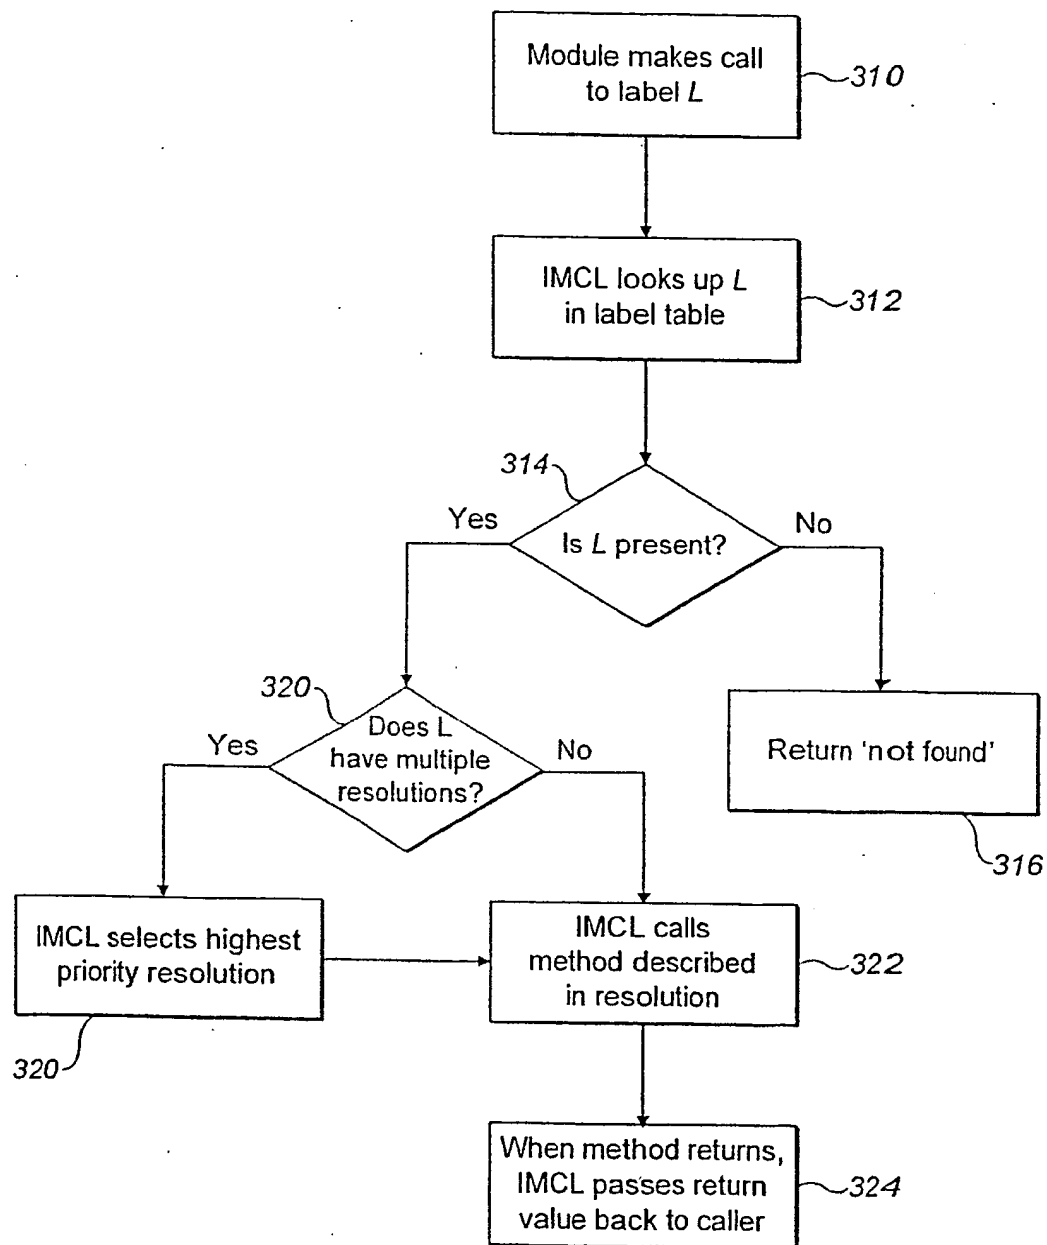 Module makes call
to label L
310
IMCL looks up L
in label table
312
314
Yes
Is L present?
No
320
Does L
have multiple
resolutions?
Yes
No
Return 'not found'
316
IMCL selects highest
priority resolution
320
IMCL calls
method described
in resolution
322
When method returns,
IMCL passes return
value back to caller
324